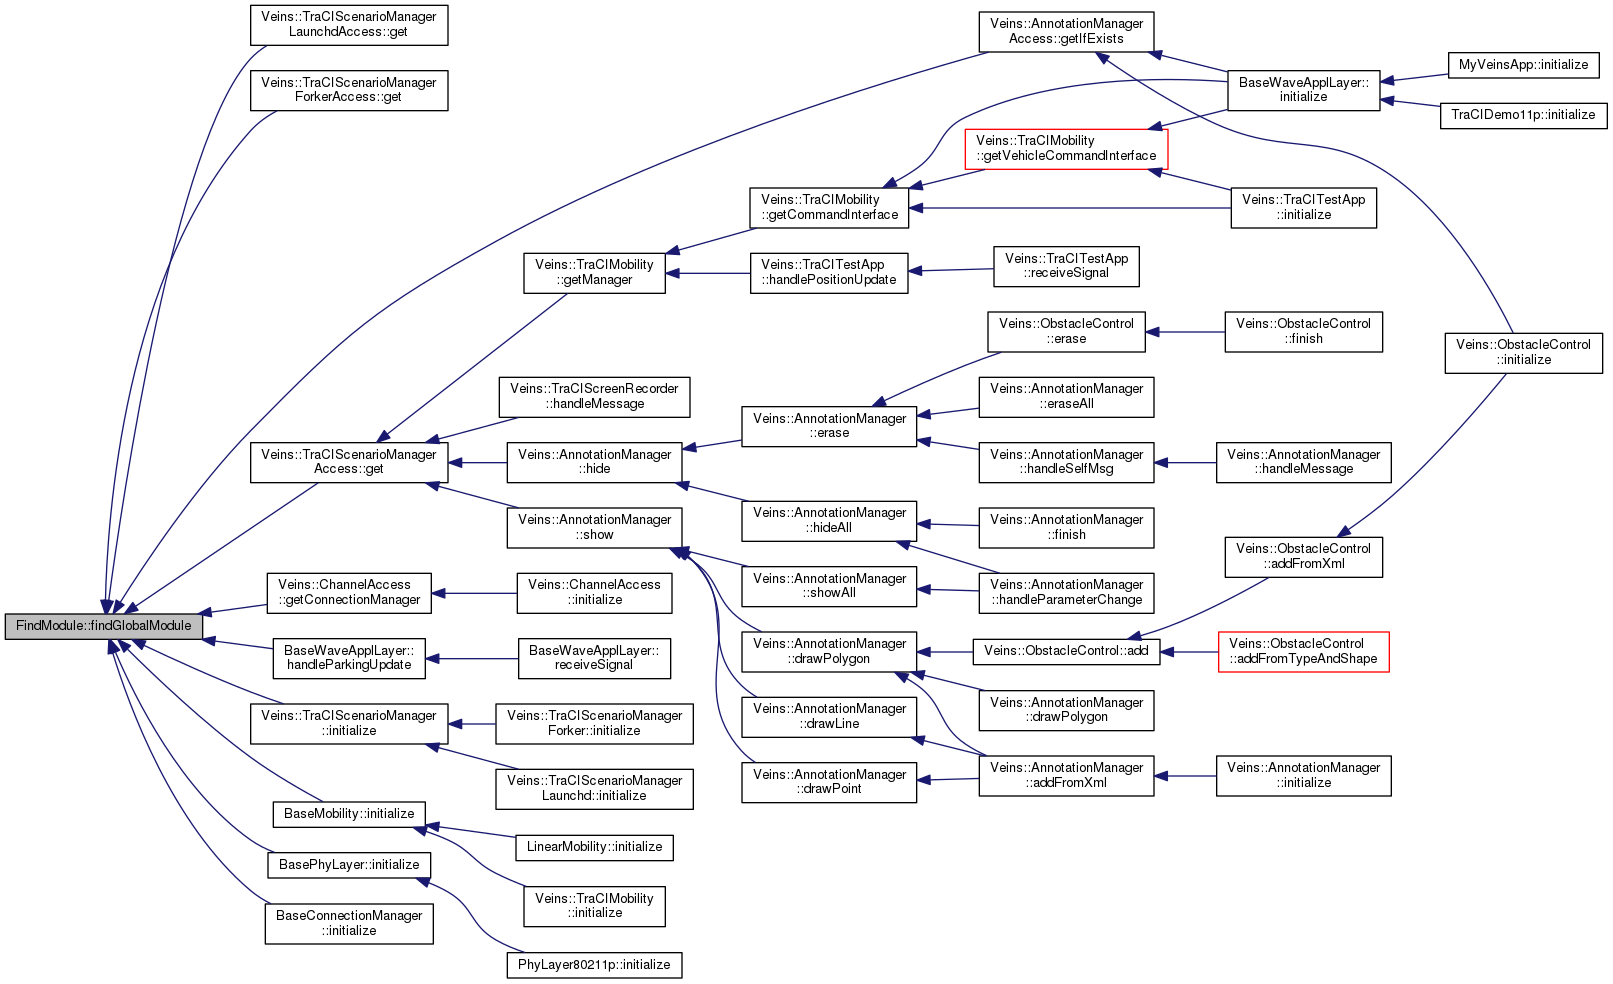 Veins::TraCIScenarioManager
LaunchdAccess::get
Veins::TraCIScenarioManager
ForkerAccess::get
Veins::AnnotationManager
Access::getIfExists
BaseWaveApplLayer::
initialize
MyVeinsApp::initialize
TraCIDemo11p::initialize
Veins::TraCIMobility
::getVehicleCommandInterface
Veins::TraCIMobility
::getCommandInterface
Veins::TraCITestApp
::initialize
Veins::TraCIMobility
::getManager
Veins::TraCITestApp
::handlePositionUpdate
Veins::TraCITestApp
::receiveSignal
Veins::ObstacleControl
::erase
Veins::ObstacleControl
::finish
Veins::ObstacleControl
::initialize
Veins::TraCIScreenRecorder
::handleMessage
Veins::AnnotationManager
::eraseAll
Veins::AnnotationManager
::erase
Veins::TraCIScenarioManager
Access::get
Veins::AnnotationManager
::hide
Veins::AnnotationManager
::handleSelfMsg
Veins::AnnotationManager
::handleMessage
Veins::AnnotationManager
::show
Veins::AnnotationManager
::hideAll
Veins::AnnotationManager
::finish
Veins::ObstacleControl
::addFromXml
Veins::ChannelAccess
::getConnectionManager
Veins::ChannelAccess
::initialize
Veins::AnnotationManager
::showAll
Veins::AnnotationManager
::handleParameterChange
FindModule::findGlobalModule
BaseWaveApplLayer::
handleParkingUpdate
BaseWaveApplLayer::
receiveSignal
Veins::AnnotationManager
::drawPolygon
Veins::ObstacleControl::add
Veins::ObstacleControl
::addFromTypeAndShape
Veins::TraCIScenarioManager
::initialize
Veins::TraCIScenarioManager
Forker::initialize
Veins::AnnotationManager
::drawLine
Veins::AnnotationManager
::drawPolygon
Veins::TraCIScenarioManager
Launchd::initialize
Veins::AnnotationManager
::drawPoint
Veins::AnnotationManager
::addFromXml
Veins::AnnotationManager
::initialize
BaseMobility::initialize
LinearMobility::initialize
BasePhyLayer::initialize
Veins::TraCIMobility
::initialize
BaseConnectionManager
::initialize
PhyLayer80211p::initialize